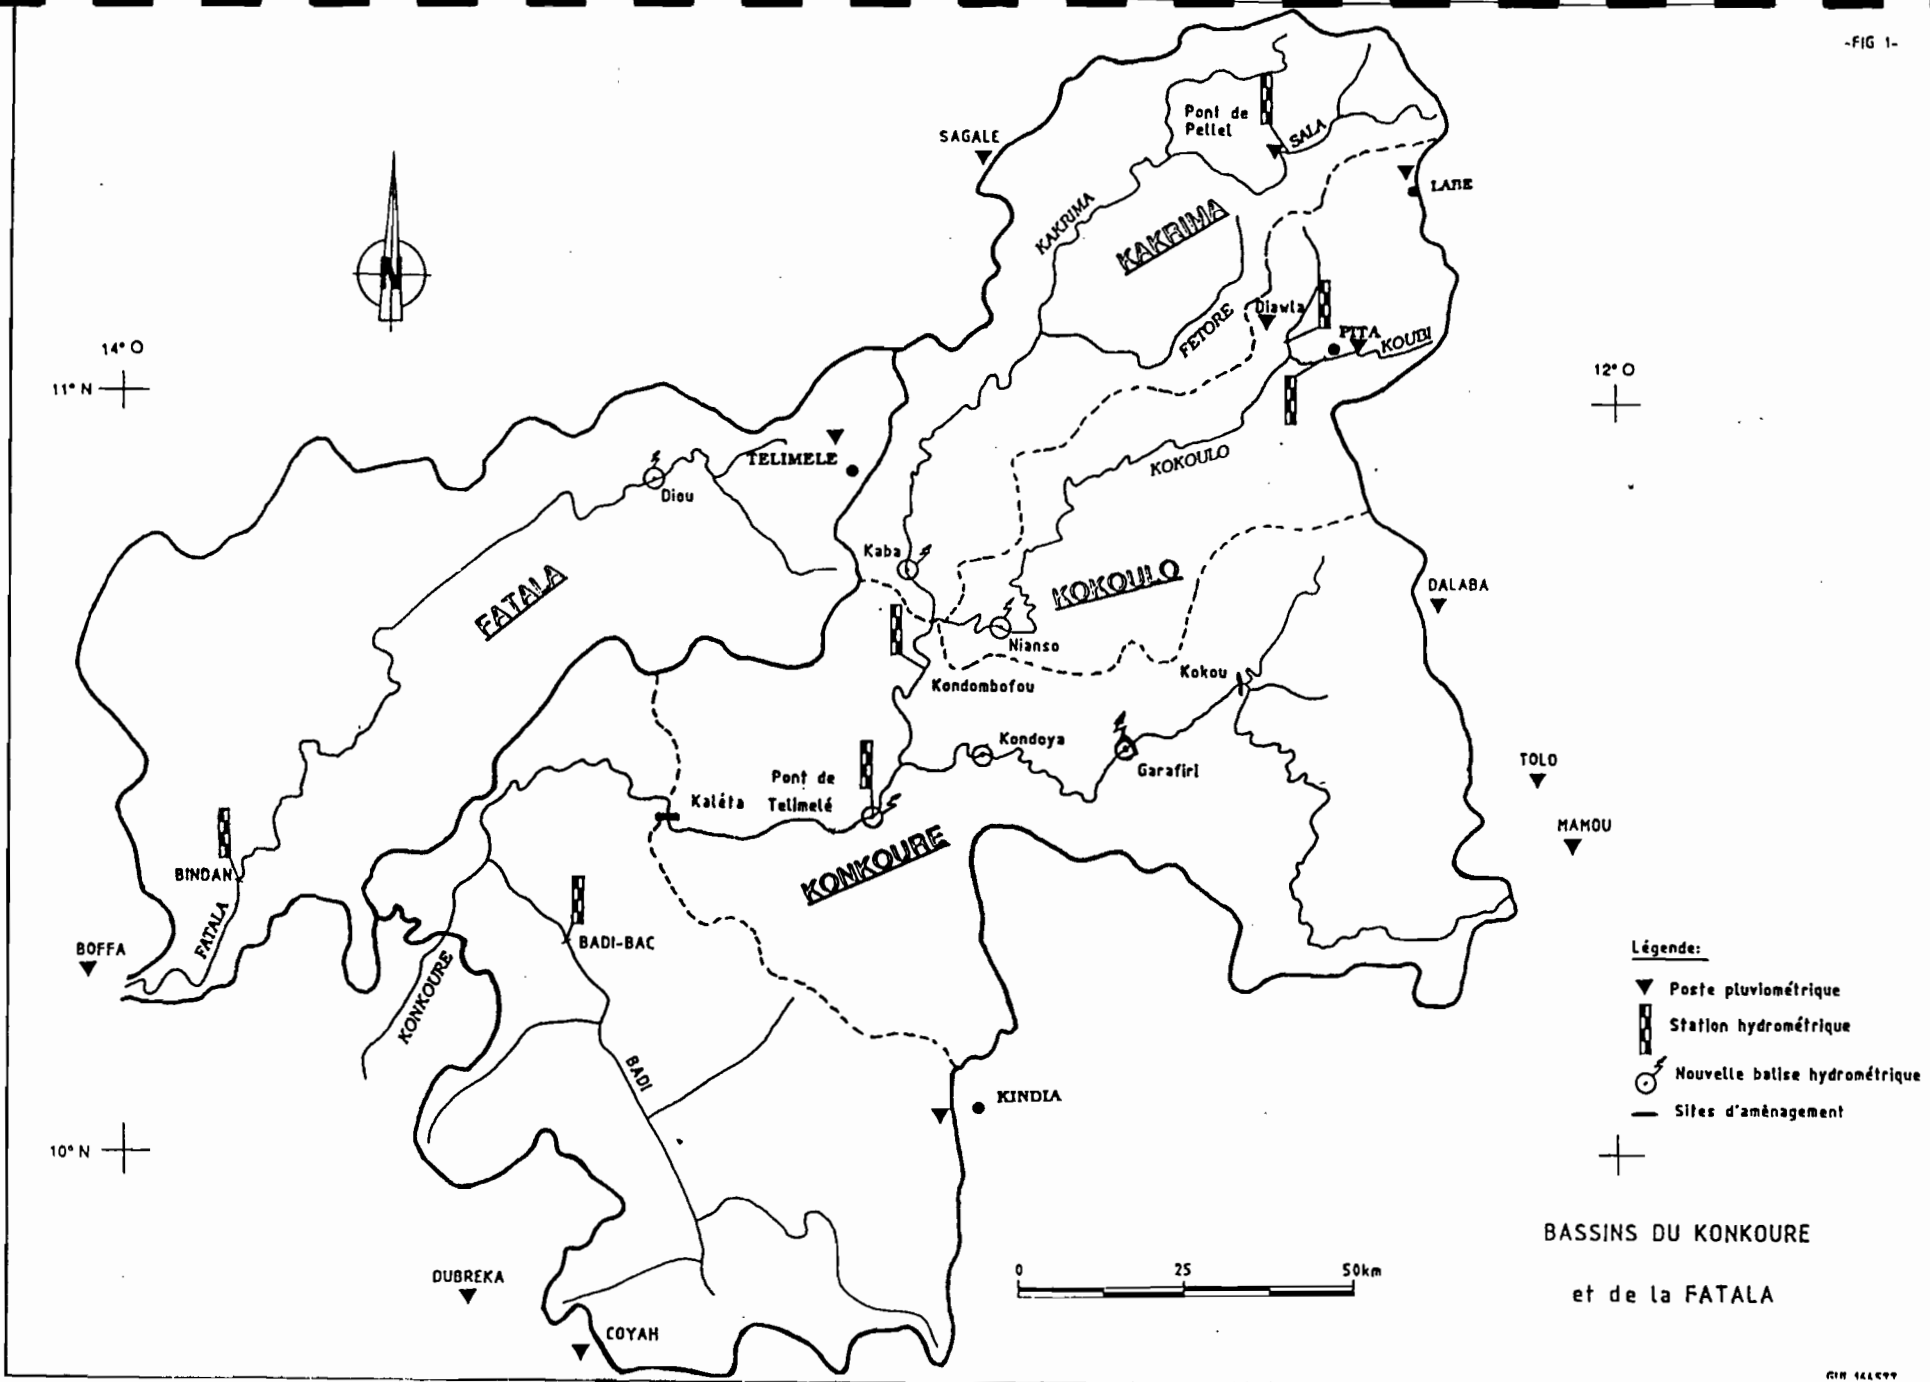 -FIG 1-
Pont de
Pellel
SALA
SAGALE
LABE
KAKRIMA
KAKRIMA
N
FETORE
Diawla
PITA
KOUBI
14° O
11° N
12° O
TELIMELE
KOKOULO
Diou
Kaba
FATALA
KOKOULO
DALABA
Nianso
Kokou
Kondombofou
Kondoya
Garafiri
TOLO
Pont de
Telimelé
Kaléta
MAMOU
KONKOURE
BINDAN
FATALA
BADI-BAC
BOFFA
KONKOURE
Légende:
Poste pluviométrique
Station hydrométrique
Nouvelle balise hydrométrique
Sites d'aménagement
BADI
KINDIA
10° N
BASSINS DU KONKOURE
et de la FATALA
DUBREKA
0 25 50km
COYAH